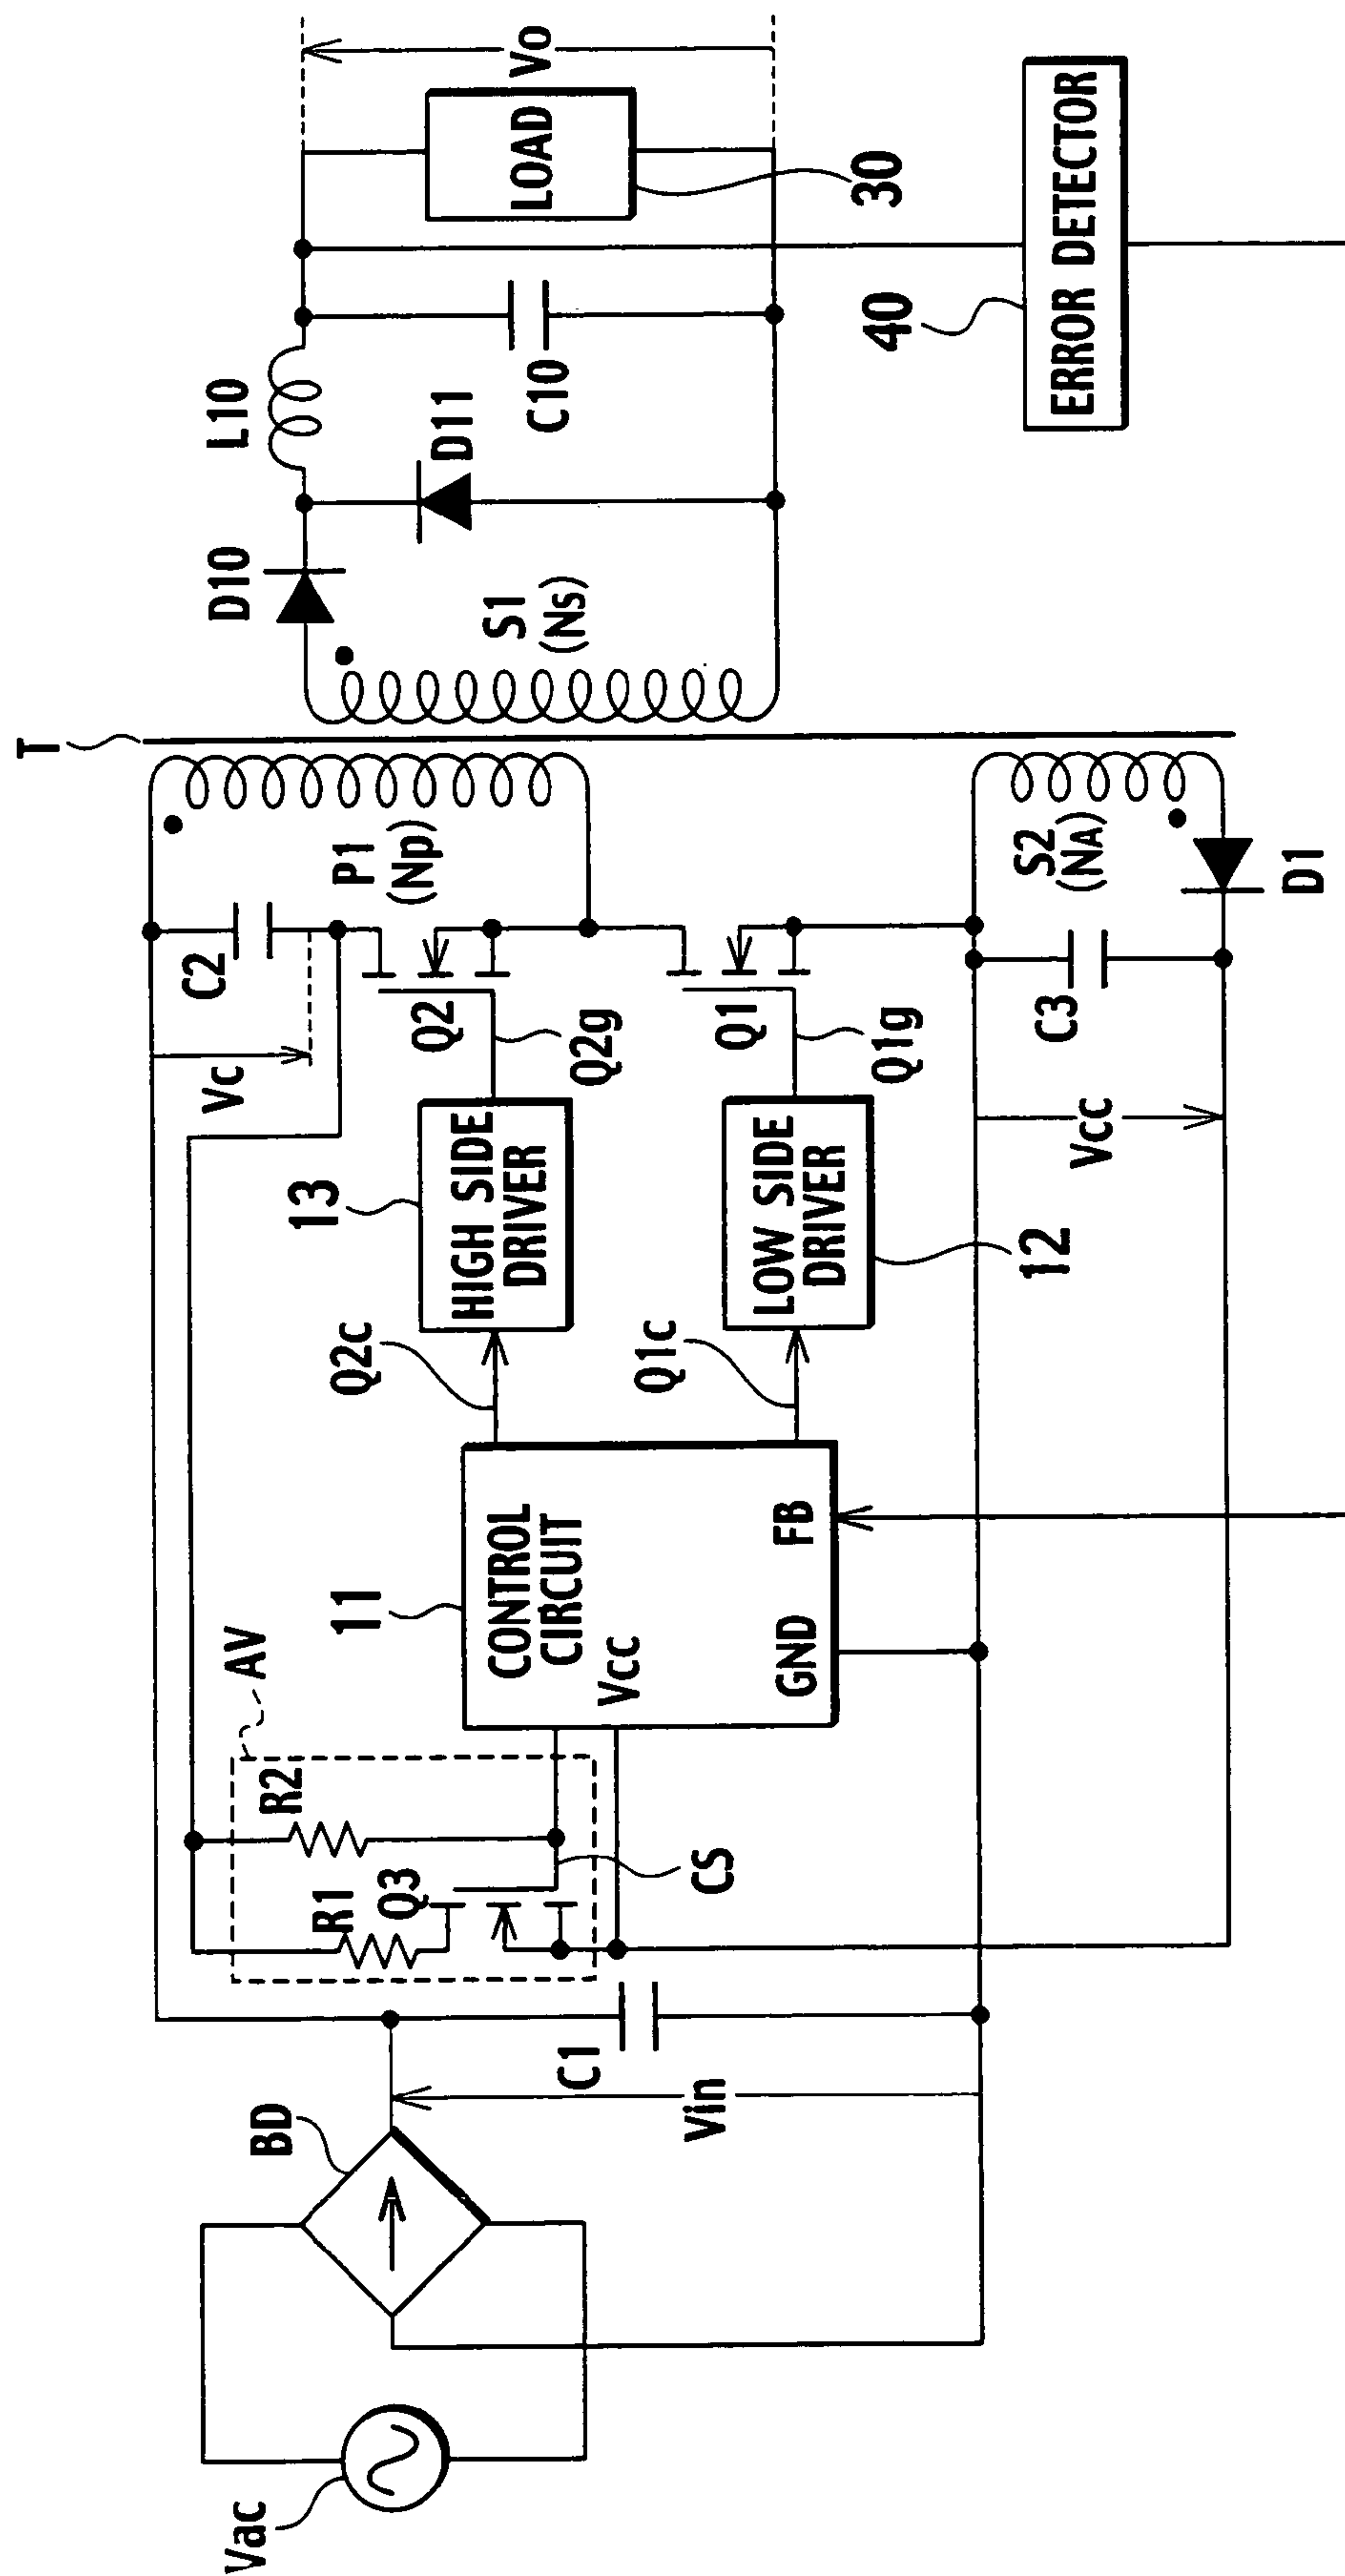 Vac
BD
Vin
C1
AV
R1
R2
Q3
CS
11
CONTROL
CIRCUIT
Vcc
GND
FB
Q2c
Q1c
13
HIGH SIDE
DRIVER
LOW SIDE
DRIVER
12
Vc
C2
Q2
Q2g
Q1
Q1g
C3
Vcc
P1
(Np)
S2
(NA)
D1
T
S1
(Ns)
D10
D11
L10
C10
LOAD
30
Vo
40
ERROR DETECTOR